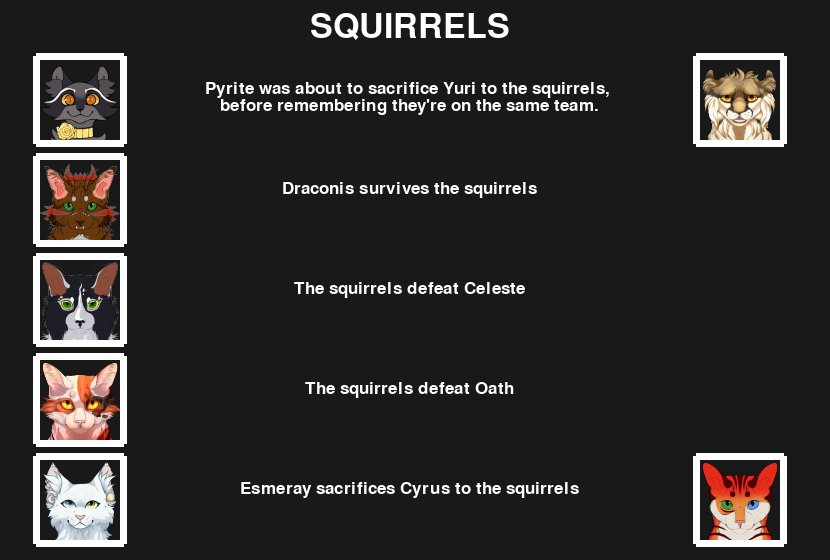 SQUIRRELS
Pyrite was about to sacrifice Yuri to the squirrels,
before remembering they're on the same team.
Draconis survives the squirrels
The squirrels defeat Celeste
The squirrels defeat Oath
Esmeray sacrifices Cyrus to the squirrels